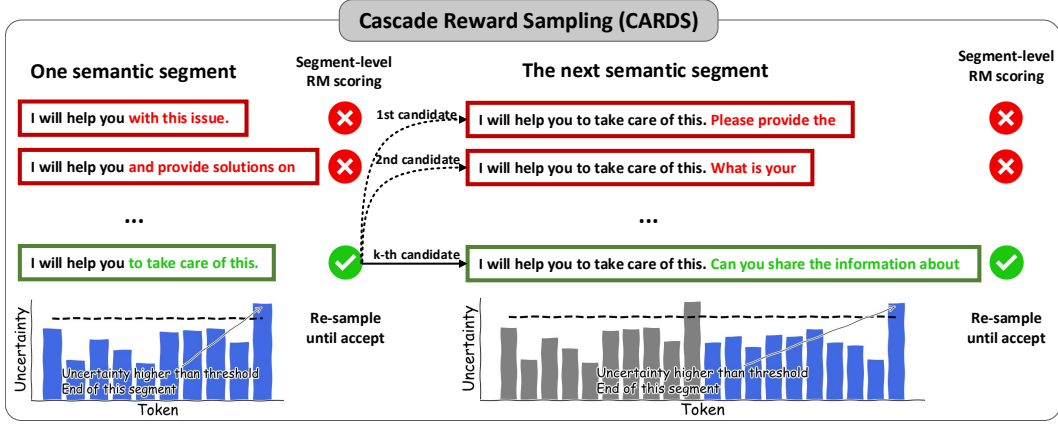 Cascade Reward Sampling (CARDS)
One semantic segment
Segment-level
RM scoring
I will help you with this issue.
I will help you and provide solutions on
...
I will help you to take care of this.
Re-sample
until accept
Uncertainty
Uncertainty higher than threshold
End of this segment
Token
The next semantic segment
Segment-level
RM scoring
1st candidate
I will help you to take care of this. Please provide the
2nd candidate
I will help you to take care of this. What is your
...
k-th candidate
I will help you to take care of this. Can you share the information about
Re-sample
until accept
Uncertainty
Uncertainty higher than threshold
End of this segment
Token